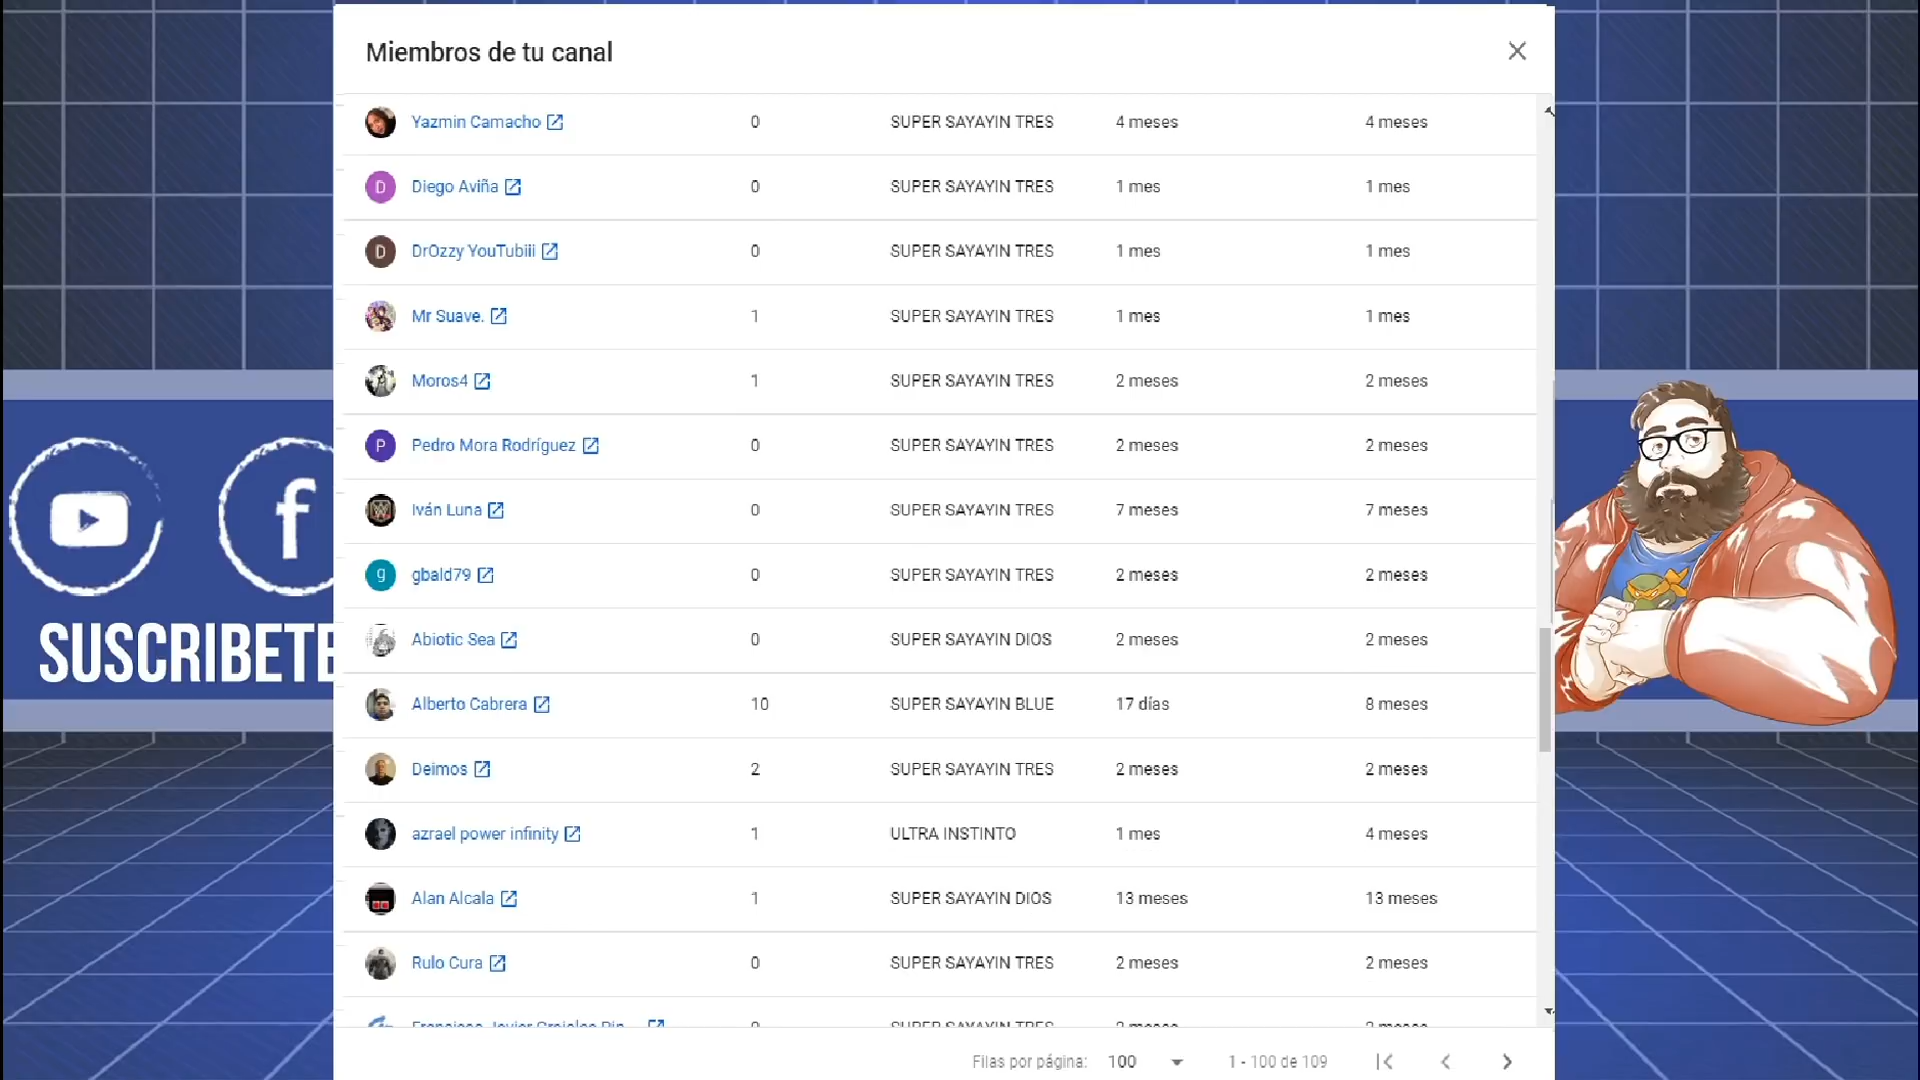 Miembros de tu canal
Yazmin Camacho 0 SUPER SAYAYIN TRES 4 meses 4 meses
D Diego Aviña 0 SUPER SAYAYIN TRES 1 mes 1 mes
D DrOzzy YouTubiii 0 SUPER SAYAYIN TRES 1 mes 1 mes
Mr Suave. 1 SUPER SAYAYIN TRES 1 mes 1 mes
Moros4 1 SUPER SAYAYIN TRES 2 meses 2 meses
P Pedro Mora Rodríguez 0 SUPER SAYAYIN TRES 2 meses 2 meses
Iván Luna 0 SUPER SAYAYIN TRES 7 meses 7 meses
g gbald79 0 SUPER SAYAYIN TRES 2 meses 2 meses
Abiotic Sea 0 SUPER SAYAYIN DIOS 2 meses 2 meses
Alberto Cabrera 10 SUPER SAYAYIN BLUE 17 días 8 meses
Deimos 2 SUPER SAYAYIN TRES 2 meses 2 meses
azrael power infinity 1 ULTRA INSTINTO 1 mes 4 meses
Alan Alcala 1 SUPER SAYAYIN DIOS 13 meses 13 meses
Rulo Cura 0 SUPER SAYAYIN TRES 2 meses 2 meses
Francisco Javier SUPER SAYAYIN TRES
Filas por página: 100 1 - 100 de 109
f
SUSCRIBETE